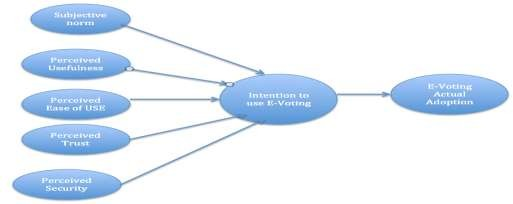 Subjective
norm
Perceived
Usefulness
Perceived
Ease of USE
Perceived
Trust
Perceived
Security
Intention to
use E-Voting
E-Voting
Actual
Adoption